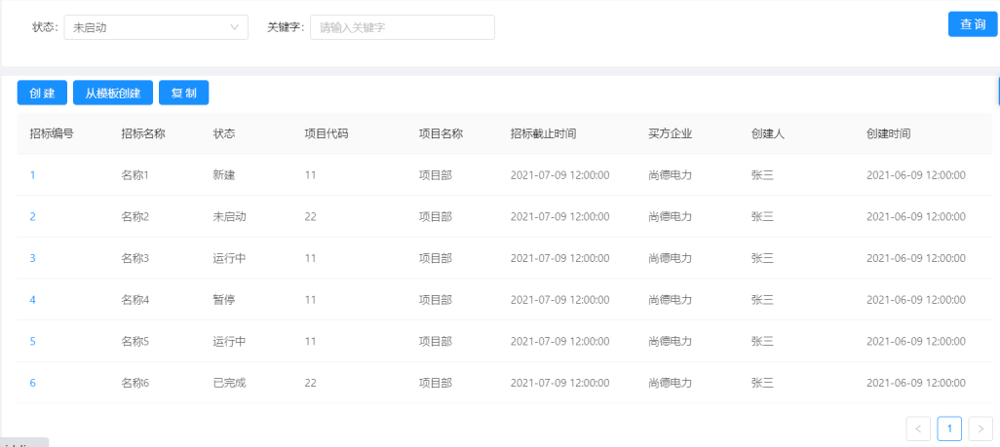 状态： 未启动 关键字： 请输入关键字 查 询
创 建 从模板创建 复 制
招标编号 招标名称 状态 项目代码 项目名称 招标截止时间 买方企业 创建人 创建时间
1 名称1 新建 11 项目部 2021-07-09 12:00:00 尚德电力 张三 2021-06-09 12:00:00
2 名称2 未启动 22 项目部 2021-07-09 12:00:00 尚德电力 张三 2021-06-09 12:00:00
3 名称3 运行中 11 项目部 2021-07-09 12:00:00 尚德电力 张三 2021-06-09 12:00:00
4 名称4 暂停 11 项目部 2021-07-09 12:00:00 尚德电力 张三 2021-06-09 12:00:00
5 名称5 运行中 11 项目部 2021-07-09 12:00:00 尚德电力 张三 2021-06-09 12:00:00
6 名称6 已完成 22 项目部 2021-07-09 12:00:00 尚德电力 张三 2021-06-09 12:00:00
< 1 >